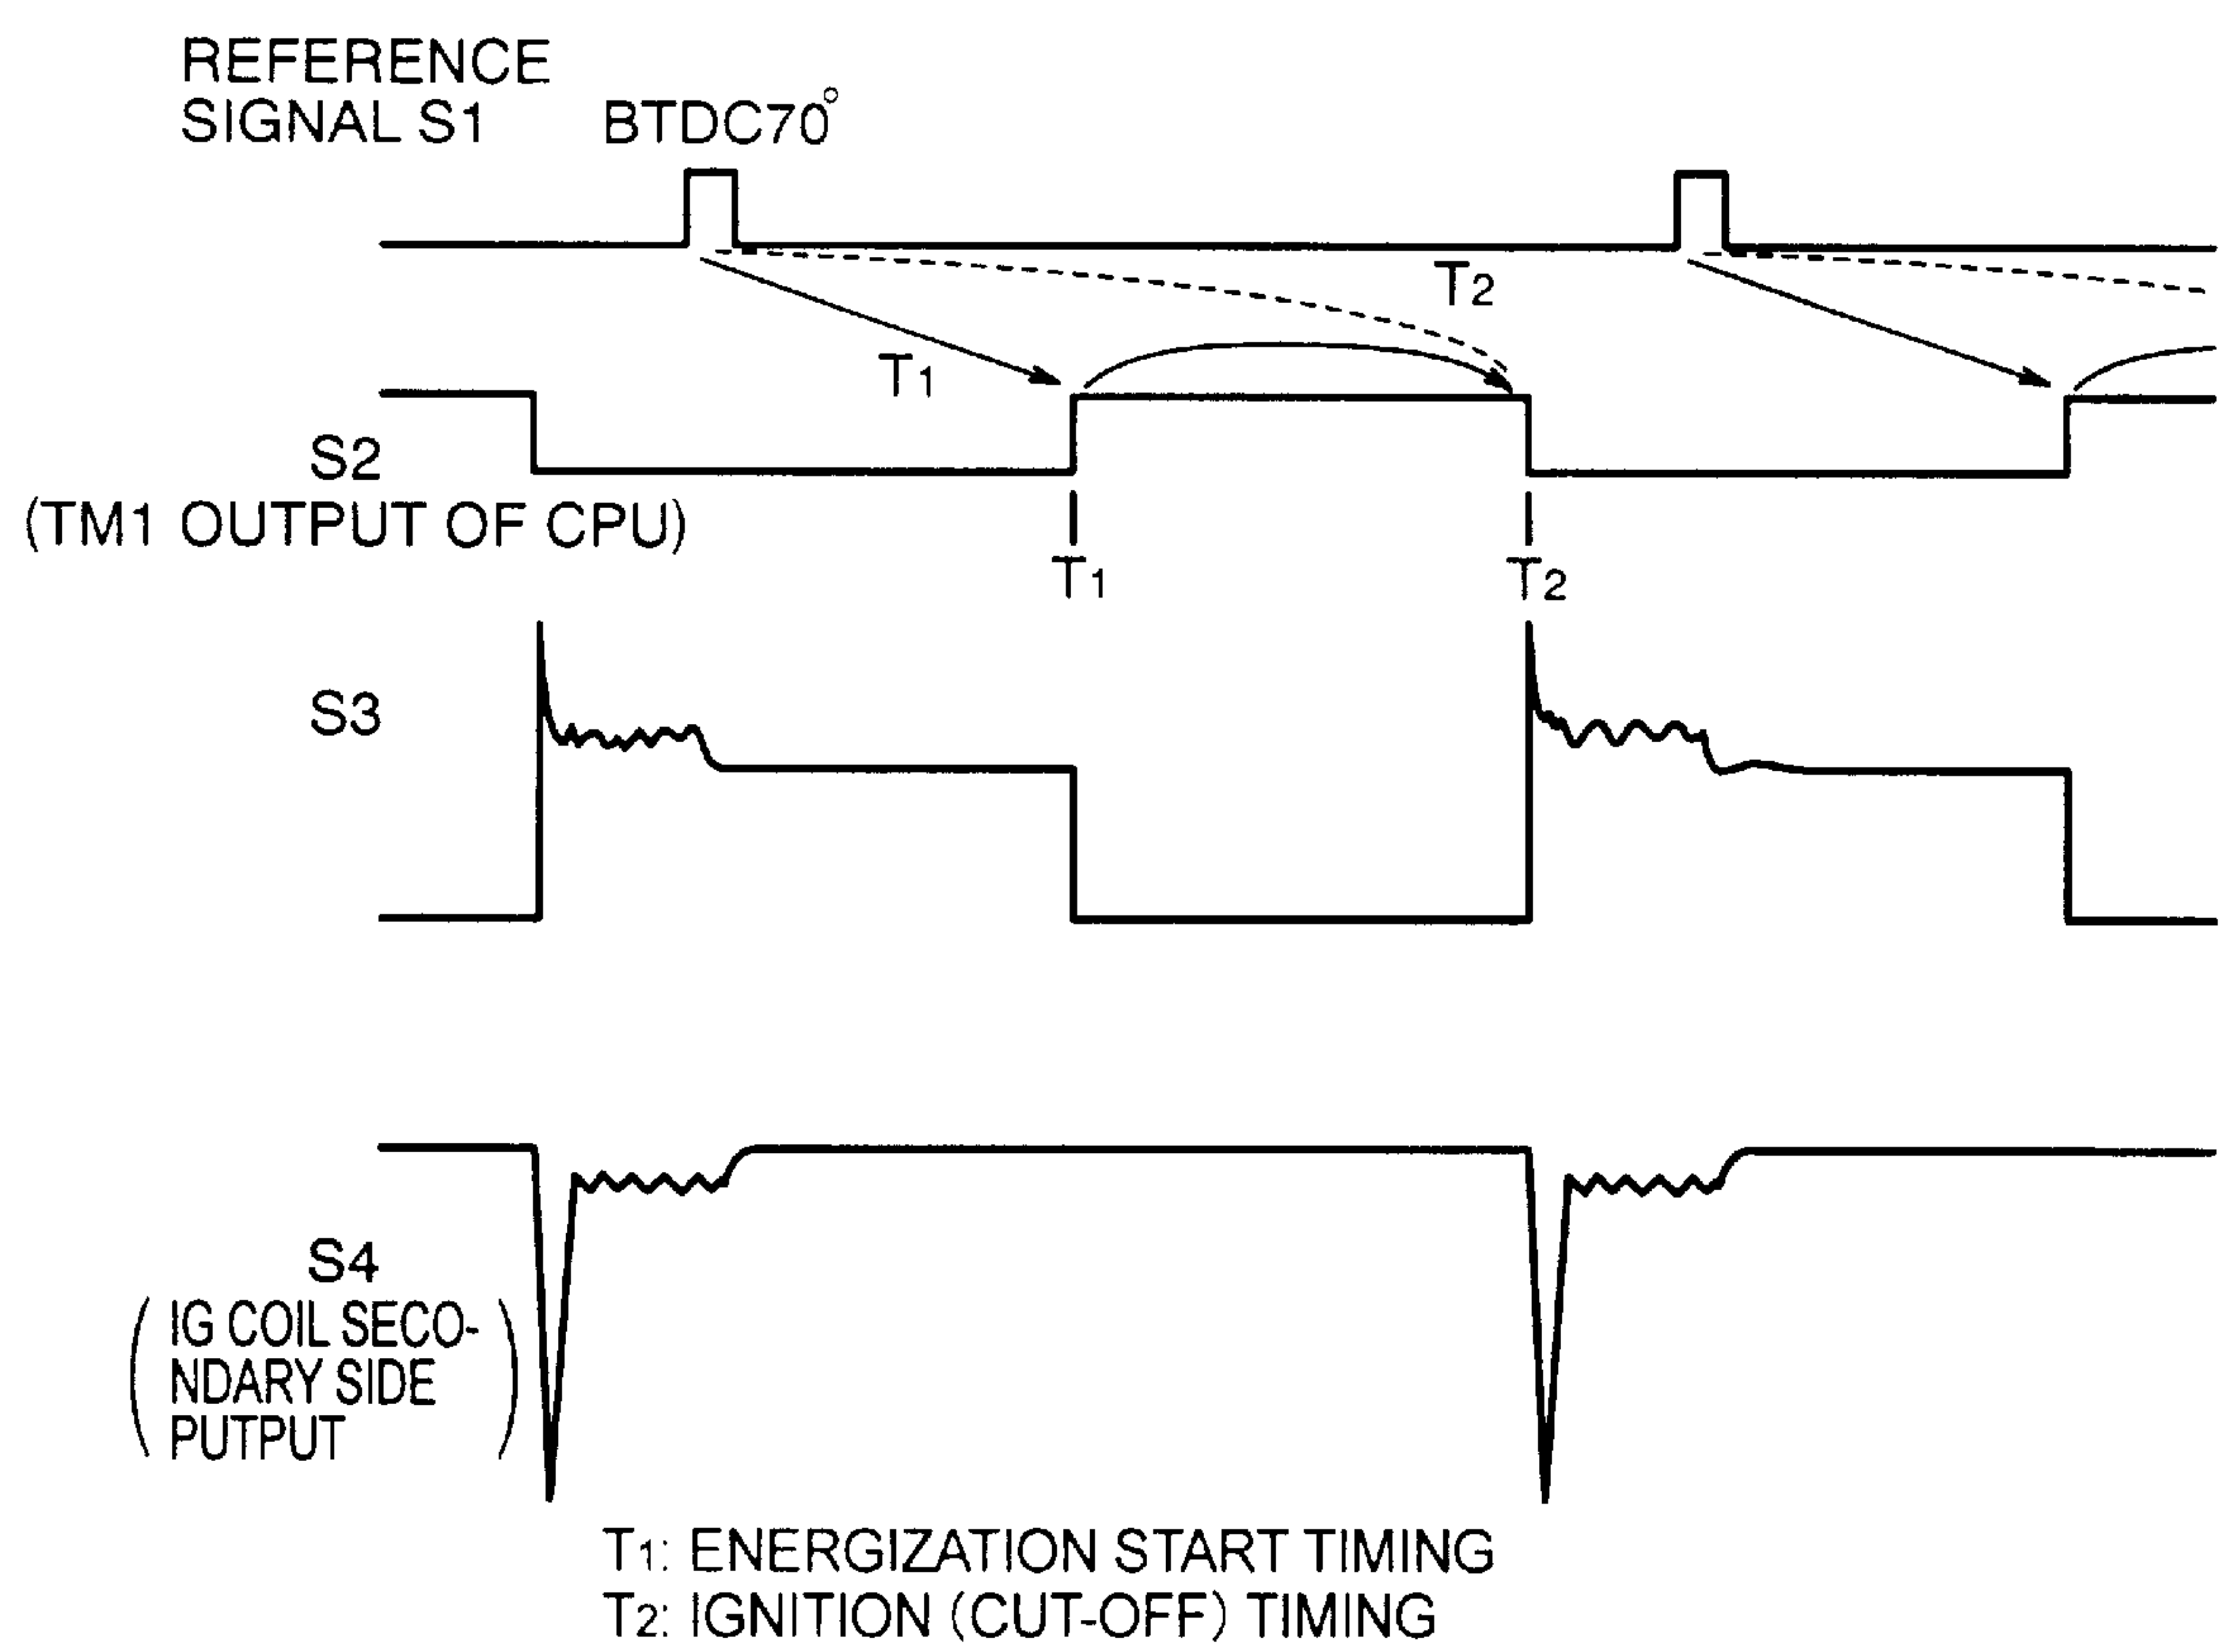 REFERENCE
SIGNAL S1
BTDC70°
T2
T1
S2
(TM1 OUTPUT OF CPU)
T1
T2
S3
S4
(IG COIL SECO-
NDARY SIDE
PUTPUT)
T1: ENERGIZATION START TIMING
T2: IGNITION (CUT-OFF) TIMING